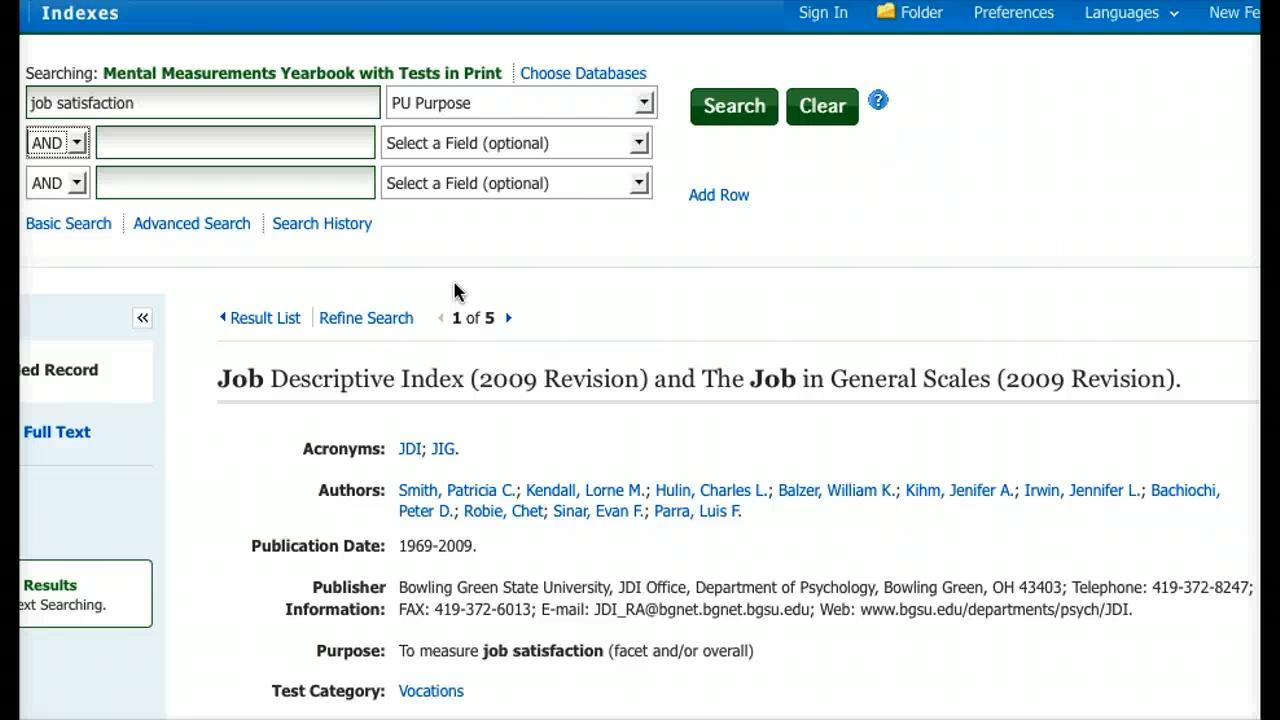 Indexes
Sign In Folder Preferences Languages New Fe
Searching: Mental Measurements Yearbook with Tests in Print Choose Databases
job satisfaction PU Purpose Search Clear ?
AND Select a Field (optional)
AND Select a Field (optional)
Add Row
Basic Search Advanced Search Search History
«
Result List Refine Search 1 of 5
ed Record
Full Text
Results
ext Searching.
Job Descriptive Index (2009 Revision) and The Job in General Scales (2009 Revision).
Acronyms: JDI; JIG.
Authors: Smith, Patricia C.; Kendall, Lorne M.; Hulin, Charles L.; Balzer, William K.; Kihm, Jenifer A.; Irwin, Jennifer L.; Bachiochi,
Peter D.; Robie, Chet; Sinar, Evan F.; Parra, Luis F.
Publication Date: 1969-2009.
Publisher Bowling Green State University, JDI Office, Department of Psychology, Bowling Green, OH 43403; Telephone: 419-372-8247;
Information: FAX: 419-372-6013; E-mail: JDI_RA@bgnet.bgnet.bgsu.edu; Web: www.bgsu.edu/departments/psych/JDI.
Purpose: To measure job satisfaction (facet and/or overall)
Test Category: Vocations